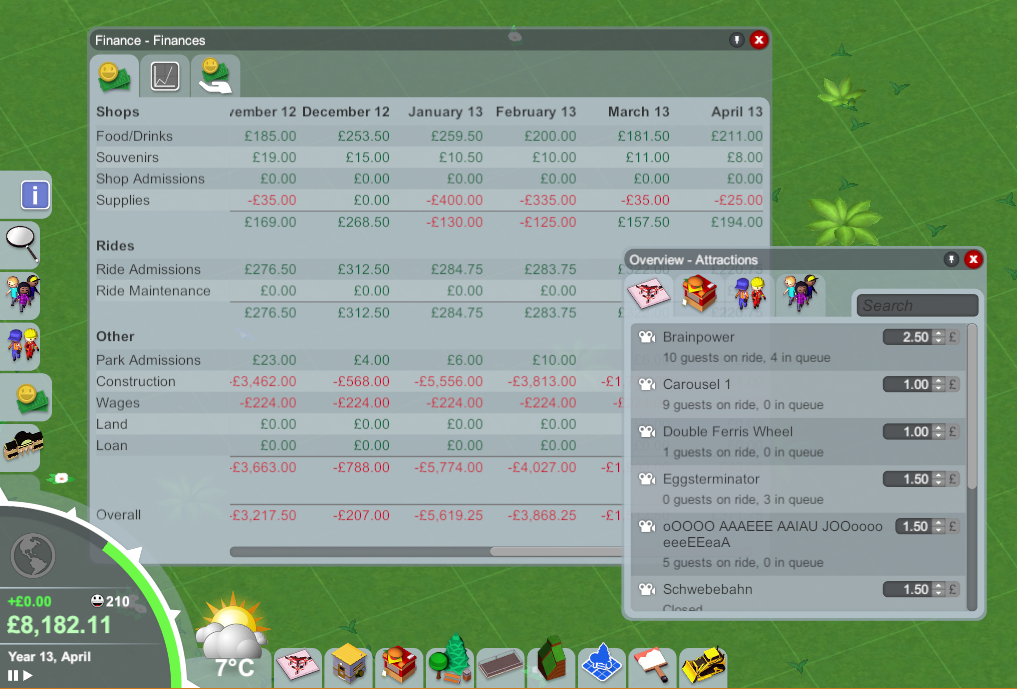 Finance - Finances
Shops vember 12 December 12 January 13 February 13 March 13 April 13
Food/Drinks £185.00 £253.50 £259.50 £200.00 £181.50 £211.00
Souvenirs £19.00 £15.00 £10.50 £10.00 £11.00 £8.00
Shop Admissions £0.00 £0.00 £0.00 £0.00 £0.00 £0.00
Supplies -£35.00 £0.00 -£400.00 -£335.00 -£35.00 -£25.00
£169.00 £268.50 -£130.00 -£125.00 £157.50 £194.00
Rides
Ride Admissions £276.50 £312.50 £284.75 £283.75
Ride Maintenance £0.00 £0.00 £0.00 £0.00
£276.50 £312.50 £284.75 £283.75
Other
Park Admissions £23.00 £4.00 £6.00 £10.00
Construction -£3,462.00 -£568.00 -£5,556.00 -£3,813.00 -£1
Wages -£224.00 -£224.00 -£224.00 -£224.00
Land £0.00 £0.00 £0.00 £0.00
Loan £0.00 £0.00 £0.00 £0.00
-£3,663.00 -£788.00 -£5,774.00 -£4,027.00 -£1
Overall -£3,217.50 -£207.00 -£5,619.25 -£3,868.25 -£1
Overview - Attractions
Search
Brainpower 2.50 £
10 guests on ride, 4 in queue
Carousel 1 1.00 £
9 guests on ride, 0 in queue
Double Ferris Wheel 1.00 £
1 guests on ride, 0 in queue
Eggsterminator 1.50 £
0 guests on ride, 3 in queue
oOOOO AAAEEE AAIAU JOOoooo 1.50 £
eeeEEeaA
5 guests on ride, 0 in queue
Schwebebahn 1.50 £
Closed
+£0.00 210
£8,182.11
Year 13, April
7°C